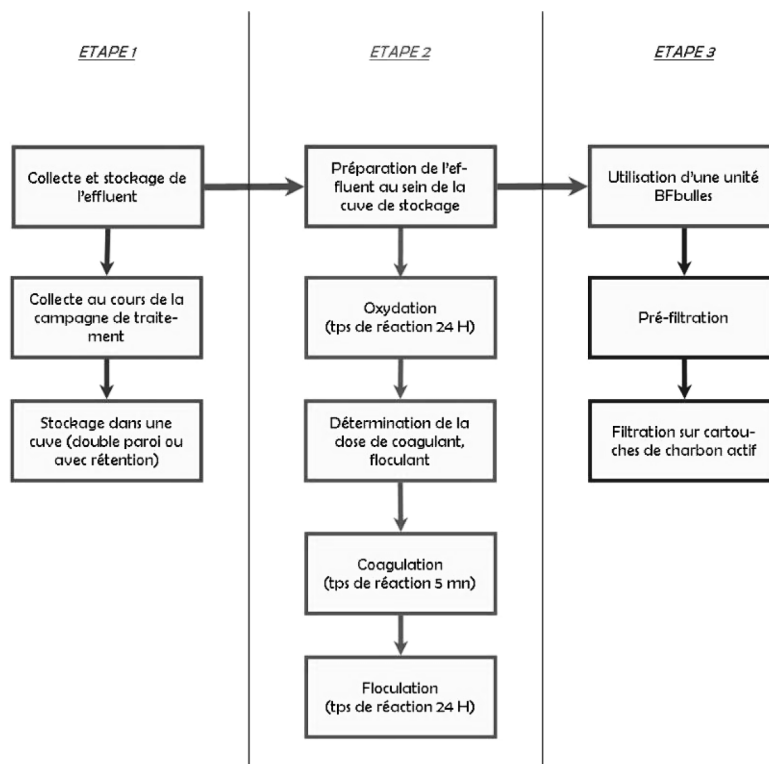 ETAPE 1
Collecte et stockage de
l'effluent
Collecte au cours de la
campagne de traite-
ment
Stockage dans une
cuve (double paroi ou
avec rétention)
ETAPE 2
Préparation de l'ef-
fluent au sein de la
cuve de stockage
Oxydation
(tps de réaction 24 H)
Détermination de la
dose de coagulant,
floculant
Coagulation
(tps de réaction 5 mn)
Floculation
(tps de réaction 24 H)
ETAPE 3
Utilisation d'une unité
BFbulles
Pré-filtration
Filtration sur cartou-
ches de charbon actif